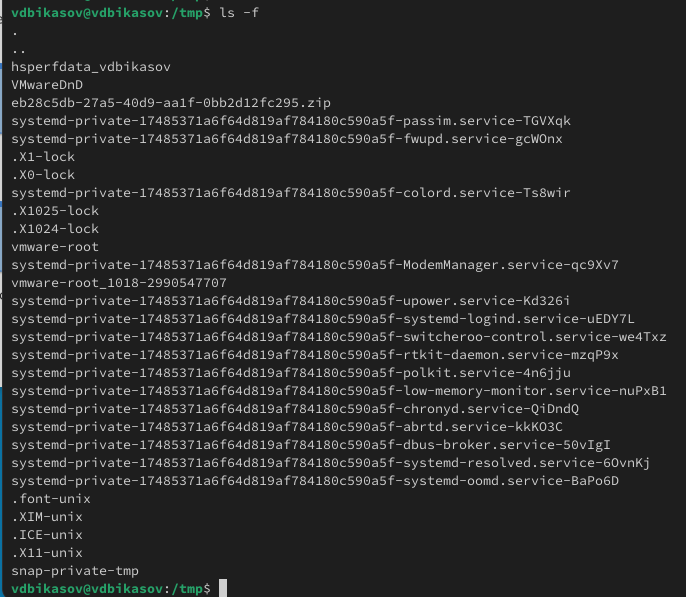 vdbikasov@vdbikasov:/tmp$ ls -f
.
..
hsperfdata_vdbikasov
VMwareDnD
eb28c5db-27a5-40d9-aa1f-0bb2d12fc295.zip
systemd-private-17485371a6f64d819af784180c590a5f-passim.service-TGVXqk
systemd-private-17485371a6f64d819af784180c590a5f-fwupd.service-gcWOnx
.X1-lock
.X0-lock
systemd-private-17485371a6f64d819af784180c590a5f-colord.service-Ts8wir
.X1025-lock
.X1024-lock
vmware-root
systemd-private-17485371a6f64d819af784180c590a5f-ModemManager.service-qc9Xv7
vmware-root_1018-2990547707
systemd-private-17485371a6f64d819af784180c590a5f-upower.service-Kd326i
systemd-private-17485371a6f64d819af784180c590a5f-systemd-logind.service-uEDY7L
systemd-private-17485371a6f64d819af784180c590a5f-switcheroo-control.service-we4Txz
systemd-private-17485371a6f64d819af784180c590a5f-rtkit-daemon.service-mzqP9x
systemd-private-17485371a6f64d819af784180c590a5f-polkit.service-4n6jju
systemd-private-17485371a6f64d819af784180c590a5f-low-memory-monitor.service-nuPxB1
systemd-private-17485371a6f64d819af784180c590a5f-chronyd.service-QiDndQ
systemd-private-17485371a6f64d819af784180c590a5f-abrtd.service-kkKO3C
systemd-private-17485371a6f64d819af784180c590a5f-dbus-broker.service-50vIgI
systemd-private-17485371a6f64d819af784180c590a5f-systemd-resolved.service-6OvnKj
systemd-private-17485371a6f64d819af784180c590a5f-systemd-oomd.service-BaPo6D
.font-unix
.XIM-unix
.ICE-unix
.X11-unix
snap-private-tmp
vdbikasov@vdbikasov:/tmp$